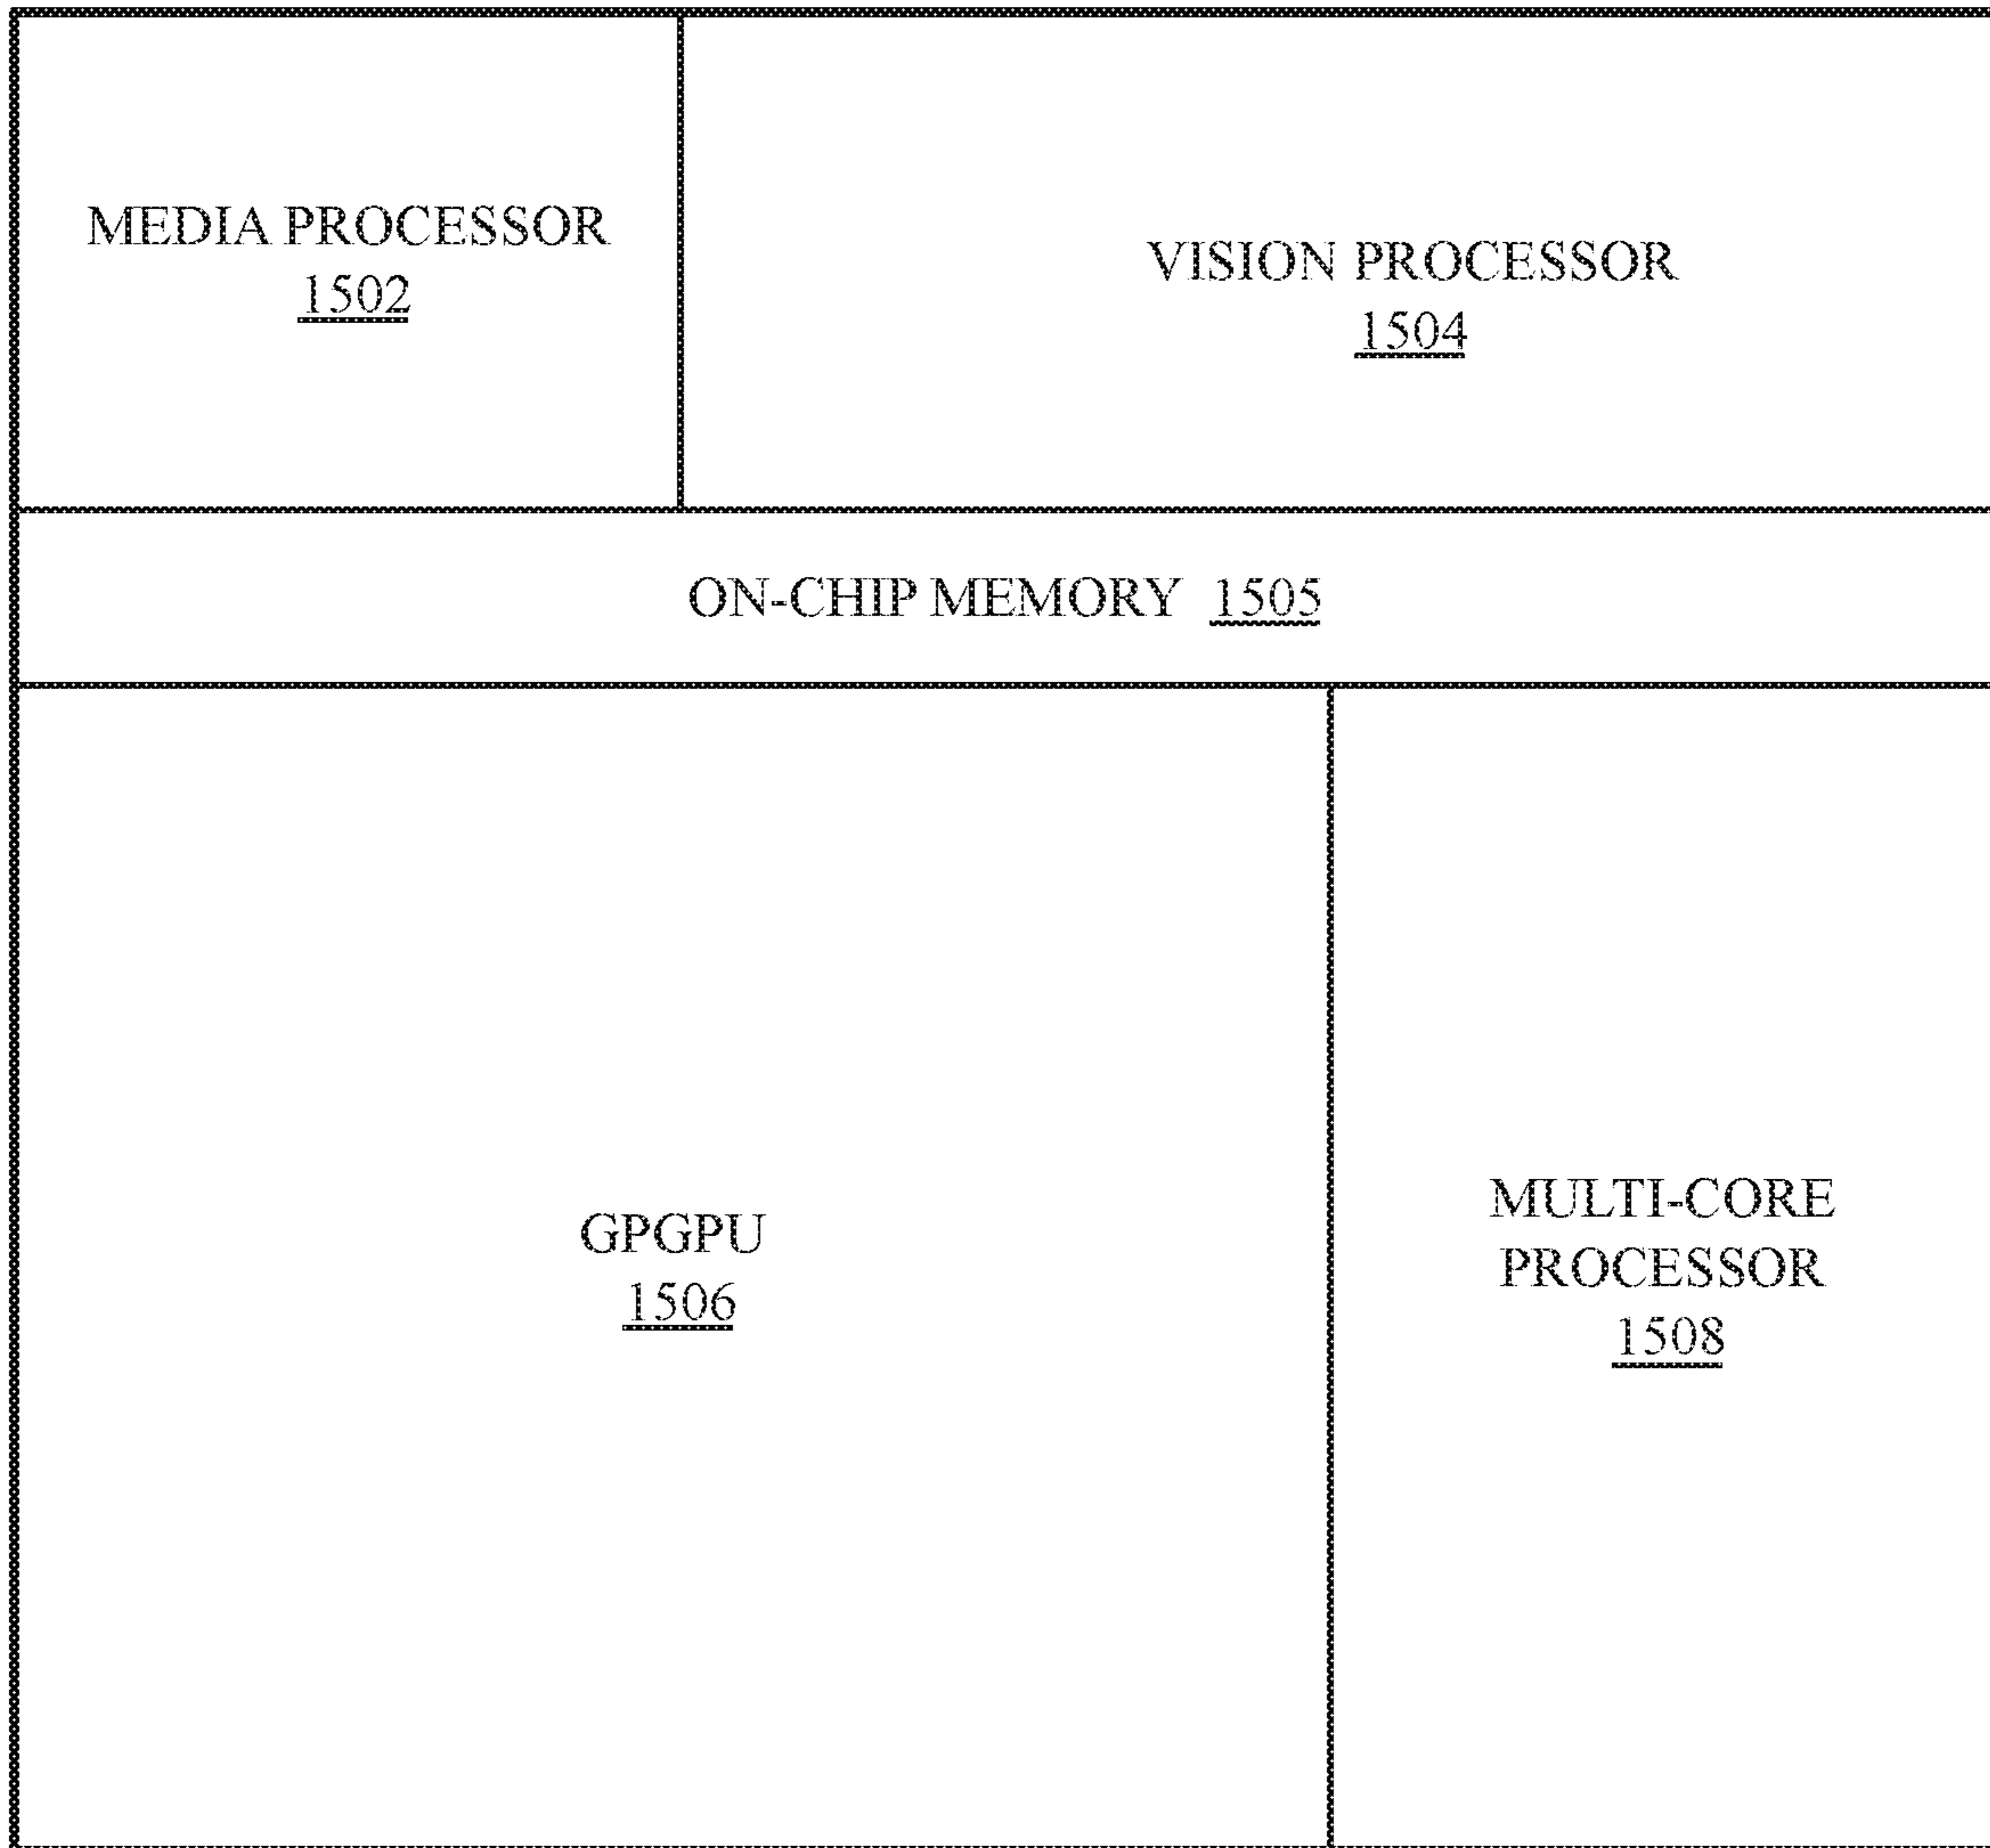 MEDIA PROCESSOR
1502
VISION PROCESSOR
1504
ON-CHIP MEMORY 1505
GPGPU
1506
MULTI-CORE
PROCESSOR
1508